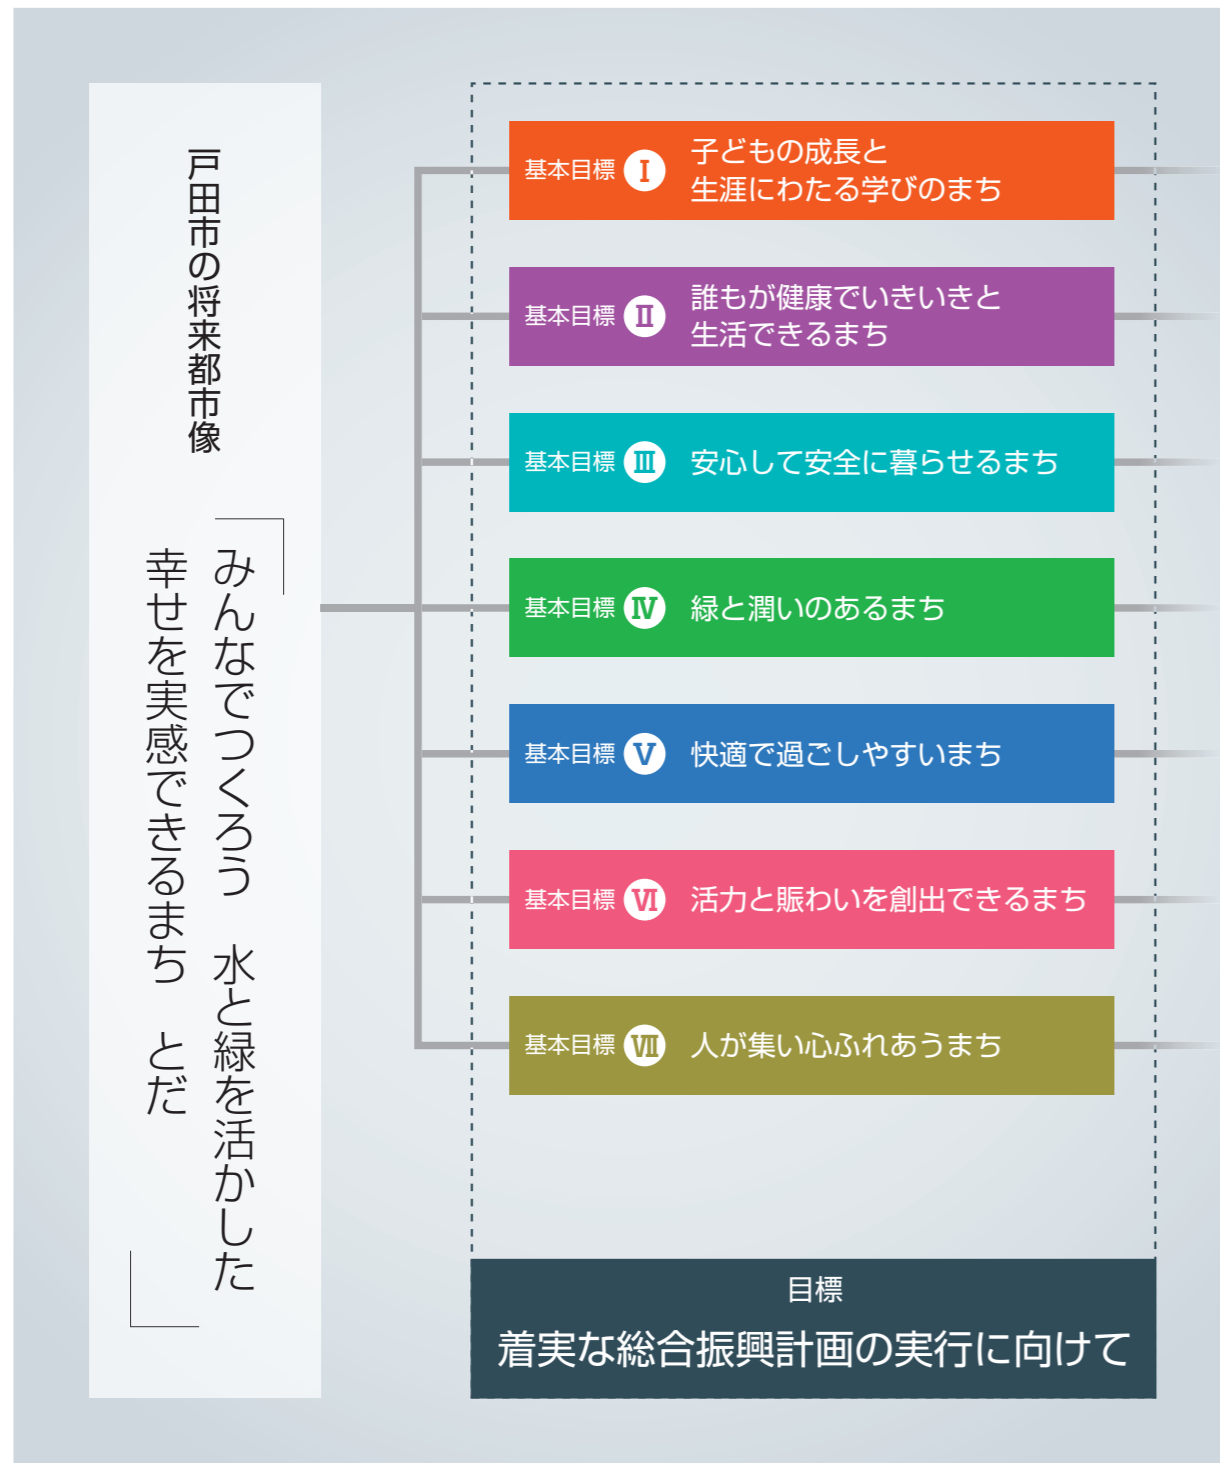 戸田市の将来都市像
「みんなでつくろう　水と緑を活かした
幸せを実感できるまち　とだ」
基本目標 Ⅰ 子どもの成長と
生涯にわたる学びのまち
基本目標 Ⅱ 誰もが健康でいきいきと
生活できるまち
基本目標 Ⅲ 安心して安全に暮らせるまち
基本目標 Ⅳ 緑と潤いのあるまち
基本目標 Ⅴ 快適で過ごしやすいまち
基本目標 Ⅵ 活力と賑わいを創出できるまち
基本目標 Ⅶ 人が集い心ふれあうまち
目標
着実な総合振興計画の実行に向けて